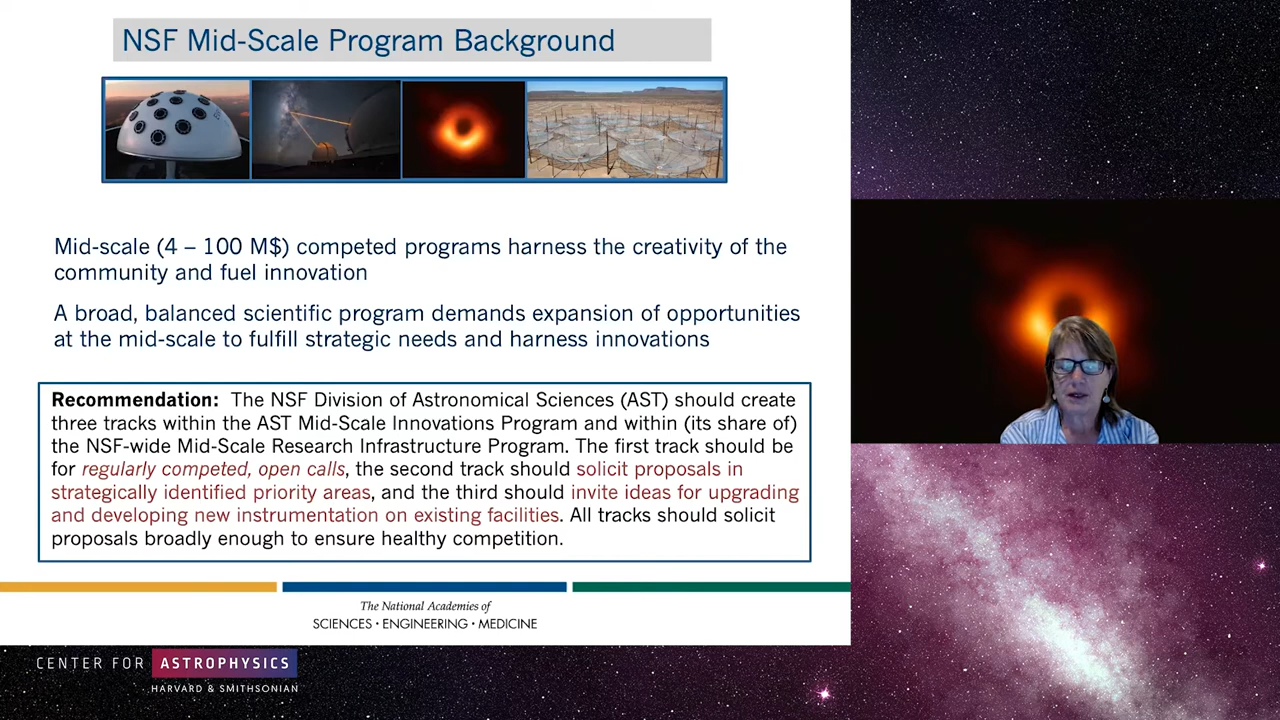 NSF Mid-Scale Program Background
Mid-scale (4 – 100 M$) competed programs harness the creativity of the
community and fuel innovation
A broad, balanced scientific program demands expansion of opportunities
at the mid-scale to fulfill strategic needs and harness innovations
Recommendation: The NSF Division of Astronomical Sciences (AST) should create
three tracks within the AST Mid-Scale Innovations Program and within (its share of)
the NSF-wide Mid-Scale Research Infrastructure Program. The first track should be
for regularly competed, open calls, the second track should solicit proposals in
strategically identified priority areas, and the third should invite ideas for upgrading
and developing new instrumentation on existing facilities. All tracks should solicit
proposals broadly enough to ensure healthy competition.
The National Academies of
SCIENCES · ENGINEERING · MEDICINE
CENTER FOR ASTROPHYSICS
HARVARD & SMITHSONIAN